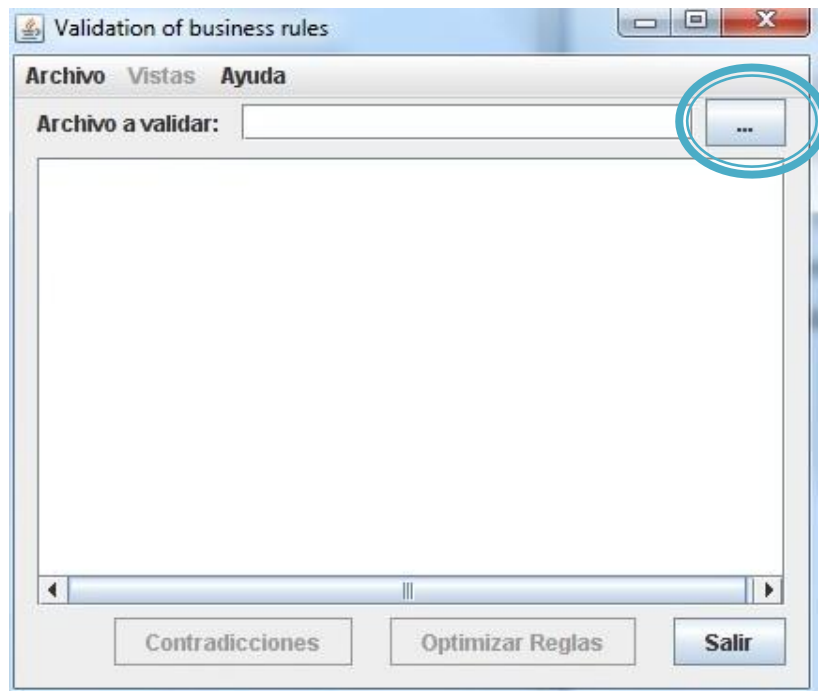 Validation of business rules
Archivo Vistas Ayuda
Archivo a validar: ...
Contradicciones Optimizar Reglas Salir